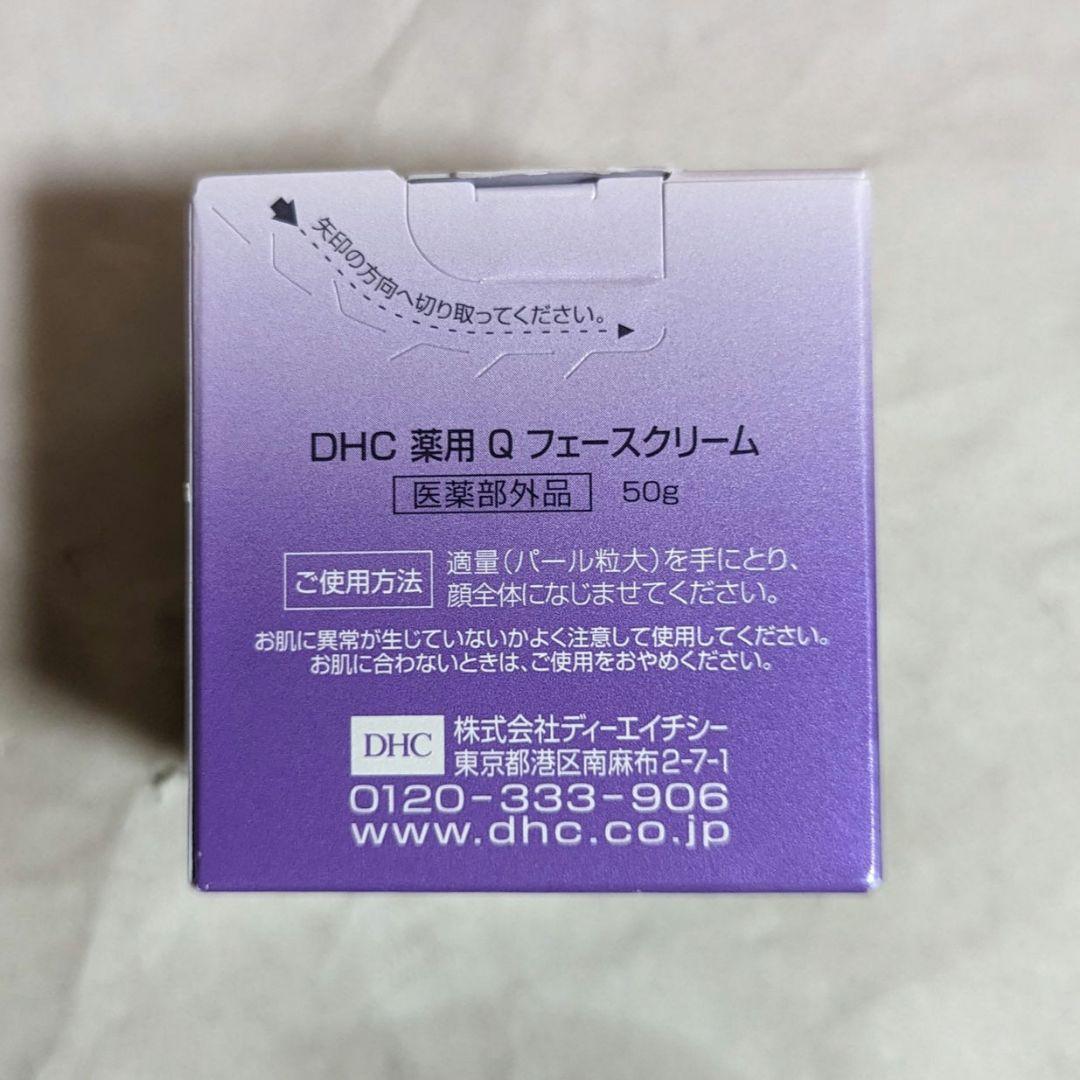 矢印の方向へ切り取ってください。
DHC 薬用 Q フェースクリーム
医薬部外品 50g
ご使用方法 適量(パール粒大)を手にとり、
顔全体になじませてください。
お肌に異常が生じていないかよく注意して使用してください。
お肌に合わないときは、ご使用をおやめください。
DHC 株式会社ディーエイチシー
東京都港区南麻布2-7-1
0120-333-906
www.dhc.co.jp